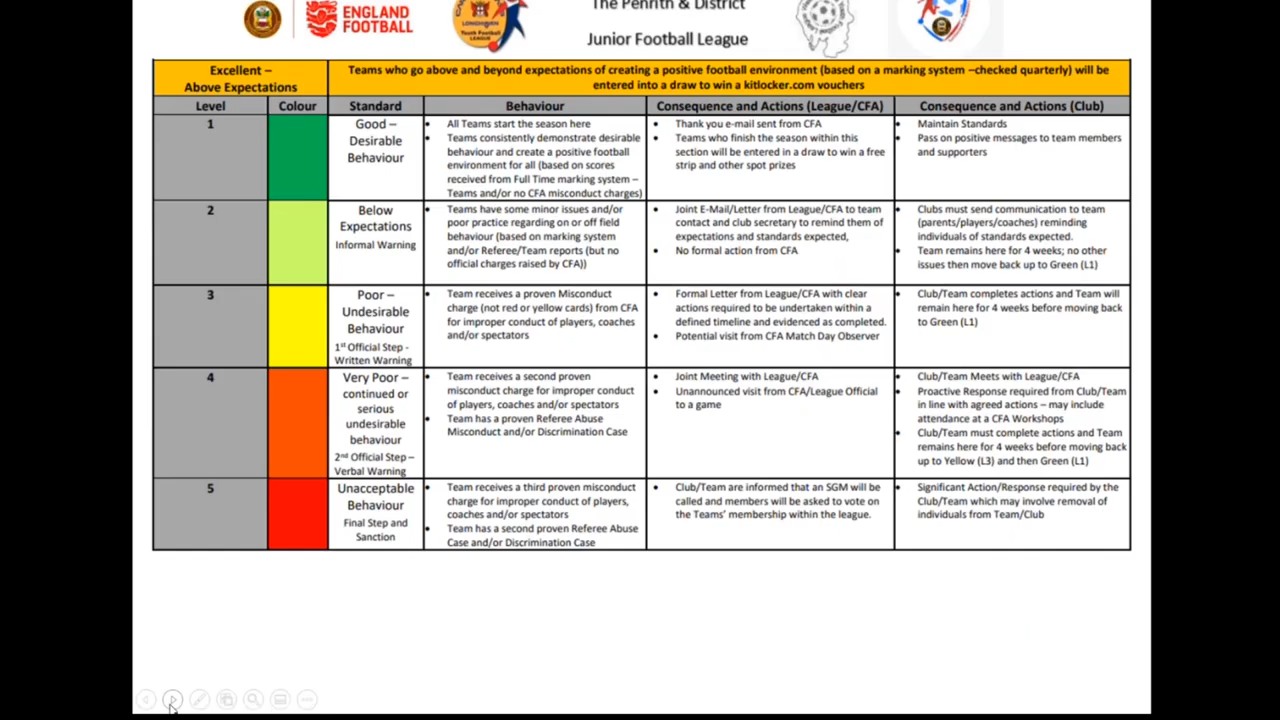 The Penrith & District
ENGLAND
FOOTBALL
LONGHORN
Youth Football
LEAGUE
Junior Football League
Excellent –
Above Expectations
Teams who go above and beyond expectations of creating a positive football environment (based on a marking system –checked quarterly) will be
entered into a draw to win a kitlocker.com vouchers
Level
Colour
Standard
Behaviour
Consequence and Actions (League/CFA)
Consequence and Actions (Club)
1
Good –
Desirable
Behaviour
• All Teams start the season here
• Teams consistently demonstrate desirable
behaviour and create a positive football
environment for all (based on scores
received from Full Time marking system –
Teams and/or no CFA misconduct charges)
• Thank you e-mail sent from CFA
• Teams who finish the season within this
section will be entered in a draw to win a free
strip and other spot prizes
• Maintain Standards
• Pass on positive messages to team members
and supporters
2
Below
Expectations
Informal Warning
• Teams have some minor issues and/or
poor practice regarding on or off field
behaviour (based on marking system
and/or Referee/Team reports (but no
official charges raised by CFA))
• Joint E-Mail/Letter from League/CFA to team
contact and club secretary to remind them of
expectations and standards expected,
• No formal action from CFA
• Clubs must send communication to team
(parents/players/coaches) reminding
individuals of standards expected.
• Team remains here for 4 weeks; no other
issues then move back up to Green (L1)
3
Poor –
Undesirable
Behaviour
1st Official Step -
Written Warning
• Team receives a proven Misconduct
charge (not red or yellow cards) from CFA
for improper conduct of players, coaches
and/or spectators
• Formal Letter from League/CFA with clear
actions required to be undertaken within a
defined timeline and evidenced as completed.
• Potential visit from CFA Match Day Observer
• Club/Team completes actions and Team will
remain here for 4 weeks before moving back
to Green (L1)
4
Very Poor –
continued or
serious
undesirable
behaviour
2nd Official Step –
Verbal Warning
• Team receives a second proven
misconduct charge for improper conduct
of players, coaches and/or spectators
• Team has a proven Referee Abuse
Misconduct and/or Discrimination Case
• Joint Meeting with League/CFA
• Unannounced visit from CFA/League Official
to a game
• Club/Team Meets with League/CFA
• Proactive Response required from Club/Team
in line with agreed actions – may include
attendance at a CFA Workshops
• Club/Team must complete actions and Team
remains here for 4 weeks before moving back
up to Yellow (L3) and then Green (L1)
5
Unacceptable
Behaviour
Final Step and
Sanction
• Team receives a third proven misconduct
charge for improper conduct of players,
coaches and/or spectators
• Team has a second proven Referee Abuse
Case and/or Discrimination Case
• Club/Team are informed that an SGM will be
called and members will be asked to vote on
the Teams’ membership within the league.
• Significant Action/Response required by the
Club/Team which may involve removal of
individuals from Team/Club